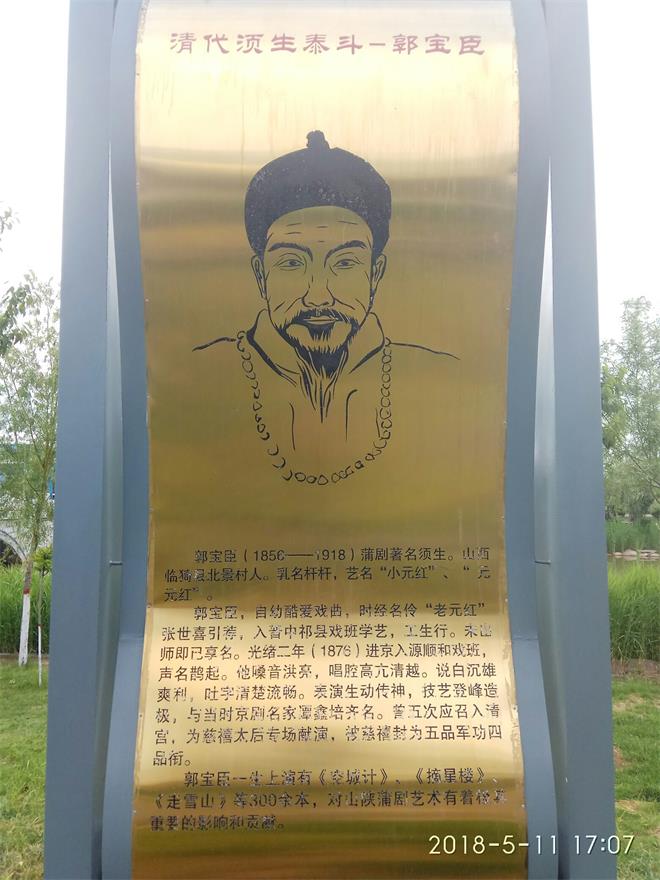 清代须生泰斗-郭宝臣
郭宝臣（1856——1918）蒲剧著名须生。山西
临猗县北景村人。乳名杆杆，艺名“小元红”、“元
元红”。
郭宝臣，自幼酷爱戏曲，时经名伶“老元红”
张世喜引荐，入晋中祁县戏班学艺，工生行。未出
师即已享名。光绪二年（1876）进京入源顺和戏班，
声名鹊起。他嗓音洪亮，唱腔高亢清越。说白沉雄
爽利，吐字清楚流畅。表演生动传神，技艺登峰造
极，与当时京剧名家谭鑫培齐名。曾五次应召入清
宫，为慈禧太后专场献演，被慈禧封为五品军功四
品衔。
郭宝臣一生上演有《空城计》、《摘星楼》、
《走雪山》等300余本，对山陕蒲剧艺术有着极其
重要的影响和贡献。
2018-5-11 17:07